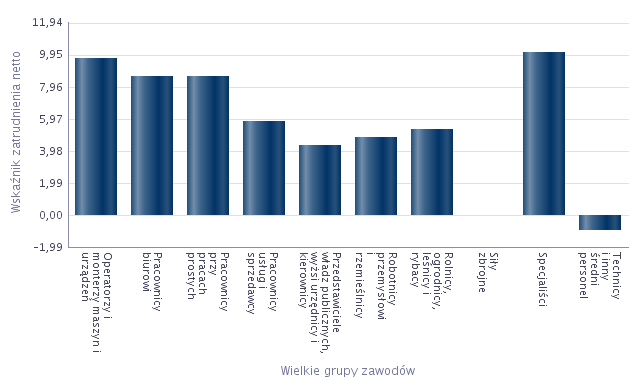 11,94
9,95
7,96
5,97
3,98
1,99
0,00
-1,99
Wskaźnik zatrudnienia netto
Operatorzy i
monterzy maszyn i
urządzeń
Pracownicy
biurowi
Pracownicy
przy
pracach
prostych
Pracownicy
usług i
sprzedawcy
Przedstawiciele
władz publicznych,
wyżsi urzędnicy i
kierownicy
Robotnicy
przemysłowi
i
rzemieślnicy
Rolnicy,
ogrodnicy,
leśnicy i
rybacy
Siły
zbrojne
Specjaliści
Technicy
i inny
średni
personel
Wielkie grupy zawodów